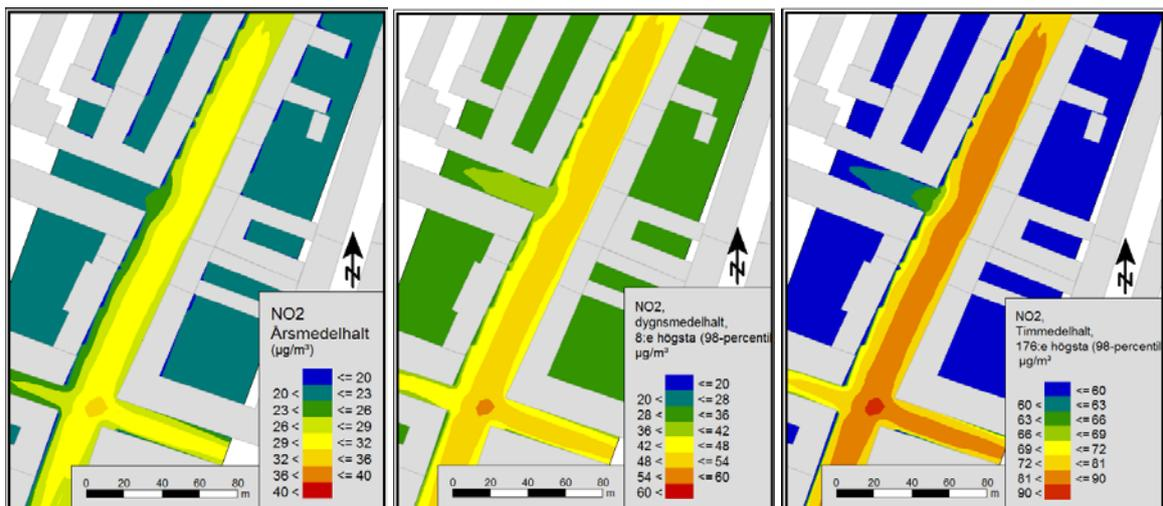 N
NO2
Årsmedelhalt
(µg/m³)
<= 20
20 < <= 23
23 < <= 26
26 < <= 29
29 < <= 32
32 < <= 36
36 < <= 40
40 <
0 20 40 60 80
m
N
NO2,
dygnsmedelhalt,
8:e högsta (98-percentil
µg/m³
<= 20
20 < <= 28
28 < <= 36
36 < <= 42
42 < <= 48
48 < <= 54
54 < <= 60
60 <
0 20 40 60 80
m
N
NO2,
Timmedelhalt,
176:e högsta (98-percentil
µg/m³
<= 60
60 < <= 63
63 < <= 66
66 < <= 69
69 < <= 72
72 < <= 81
81 < <= 90
90 <
0 20 40 60 80
m